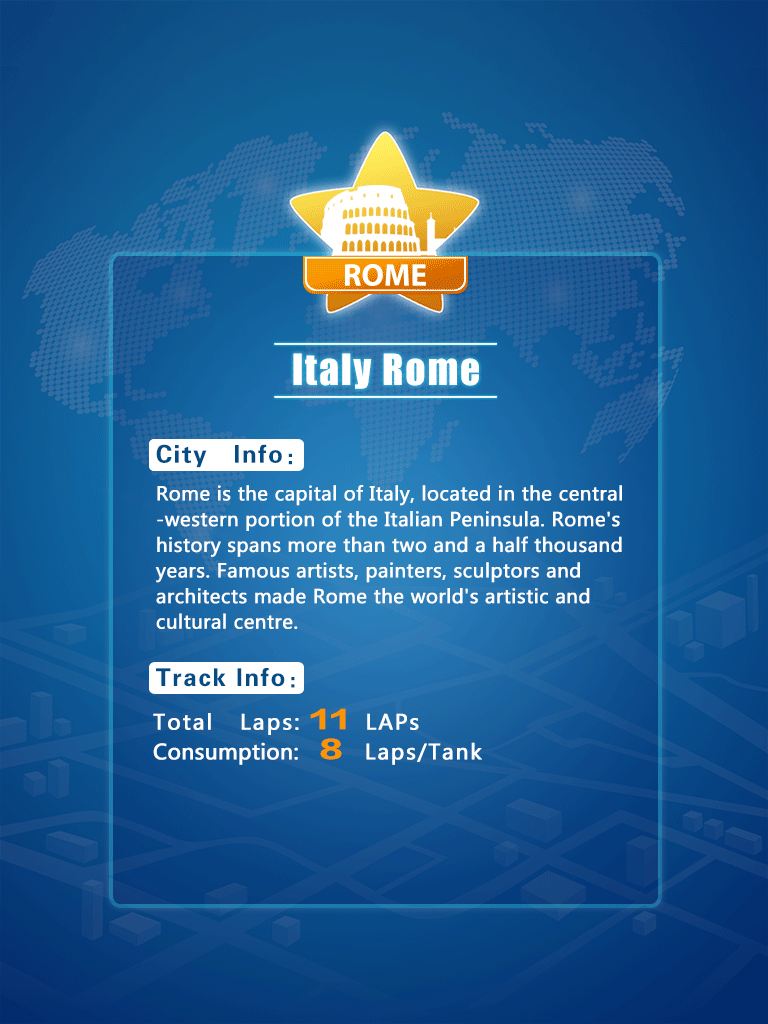 ROME
Italy Rome
City Info:
Rome is the capital of Italy, located in the central
-western portion of the Italian Peninsula. Rome's
history spans more than two and a half thousand
years. Famous artists, painters, sculptors and
architects made Rome the world's artistic and
cultural centre.
Track Info:
Total Laps: 11 LAPs
Consumption: 8 Laps/Tank